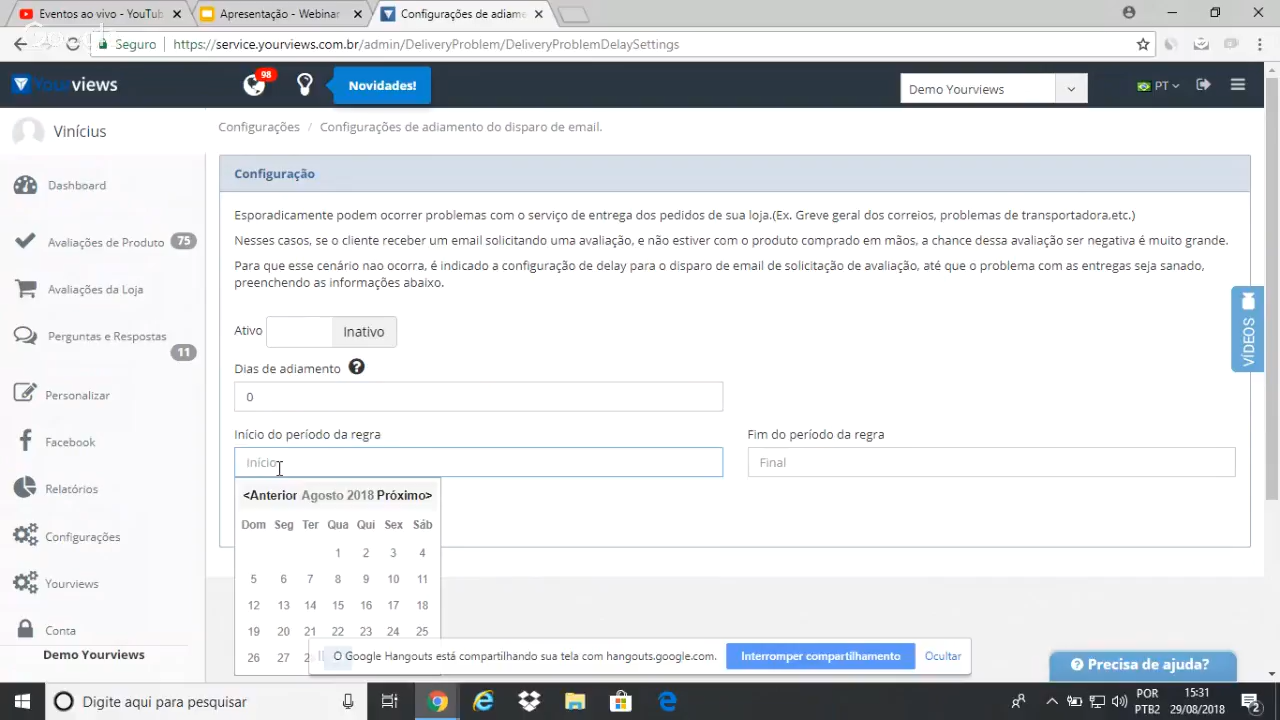 Eventos ao vivo - YouTub
Apresentação - Webinar
Configurações de adiam
Seguro
https://service.yourviews.com.br/admin/DeliveryProblem/DeliveryProblemDelaySettings
Yourviews
98
Novidades!
Demo Yourviews
PT
Vinícius
Configurações / Configurações de adiamento do disparo de email.
Dashboard
Avaliações de Produto 75
Avaliações da Loja
Perguntas e Respostas
11
Personalizar
Facebook
Relatórios
Configurações
Yourviews
Conta
Demo Yourviews
Configuração
Esporadicamente podem ocorrer problemas com o serviço de entrega dos pedidos de sua loja.(Ex. Greve geral dos correios, problemas de transportadora.etc.)
Nesses casos, se o cliente receber um email solicitando uma avaliação, e não estiver com o produto comprado em mãos, a chance dessa avaliação ser negativa é muito grande.
Para que esse cenário nao ocorra, é indicado a configuração de delay para o disparo de email de solicitação de avaliação, até que o problema com as entregas seja sanado,
preenchendo as informações abaixo.
Ativo Inativo
Dias de adiamento ?
0
Início do período da regra
Fim do período da regra
Início
Final
<Anterior Agosto 2018 Próximo>
Dom Seg Ter Qua Qui Sex Sáb
1 2 3 4
5 6 7 8 9 10 11
12 13 14 15 16 17 18
19 20 21 22 23 24 25
26 27
VÍDEOS
O Google Hangouts está compartilhando sua tela com hangouts.google.com.
Interromper compartilhamento
Ocultar
? Precisa de ajuda?
Digite aqui para pesquisar
POR
PTB2
15:31
29/08/2018
2